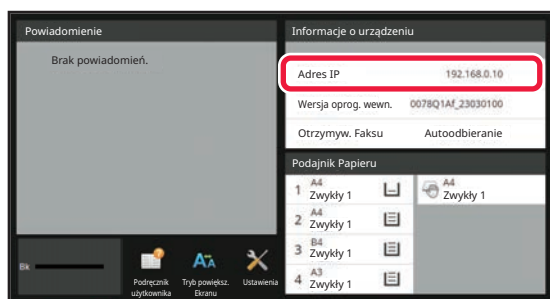 Powiadomienie
Brak powiadomień.
Informacje o urządzeniu
Adres IP 192.168.0.10
Wersja oprog. wewn. 0078Q1Af_23030100
Otrzymyw. Faksu Autoodbieranie
Podajnik Papieru
1 A4
Zwykły 1
A4
Zwykły 1
2 A4
Zwykły 1
3 B4
Zwykły 1
4 A3
Zwykły 1
Bk
Podręcznik
użytkownika
Tryb powiększ.
Ekranu
Ustawienia